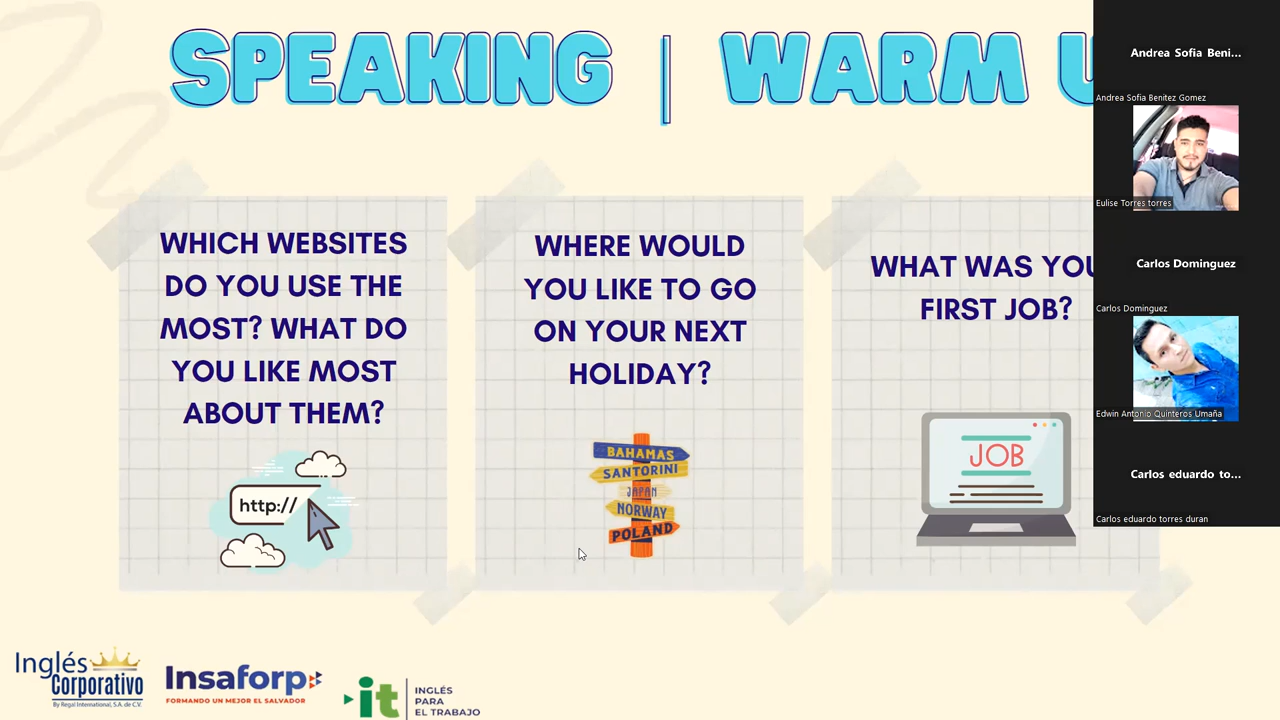 SPEAKING | WARM U
WHICH WEBSITES
DO YOU USE THE
MOST? WHAT DO
YOU LIKE MOST
ABOUT THEM?
http://
WHERE WOULD
YOU LIKE TO GO
ON YOUR NEXT
HOLIDAY?
BAHAMAS
SANTORINI
JAPAN
NORWAY
POLAND
WHAT WAS YOU
FIRST JOB?
JOB
Andrea Sofia Beni...
Andrea Sofia Benitez Gomez
Eulise Torres torres
Carlos Dominguez
Carlos Dominguez
Edwin Antonio Quinteros Umaña
Carlos eduardo to...
Carlos eduardo torres duran
Inglés
Corporativo
By Regal International, S.A. de C.V.
Insaforp
FORMANDO UN MEJOR EL SALVADOR
it
INGLÉS
PARA
EL TRABAJO